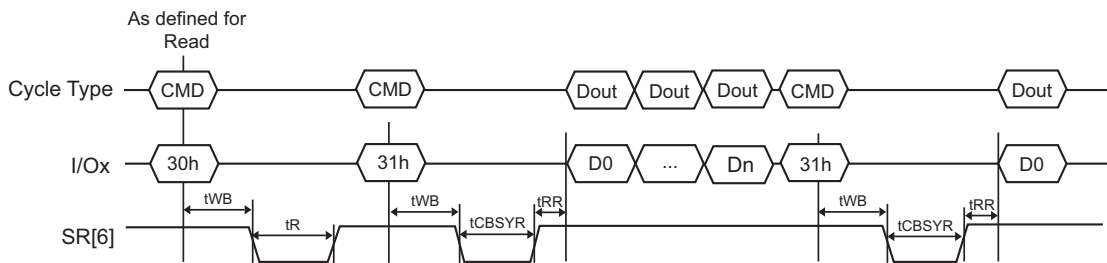 As defined for
Read
Cycle Type CMD CMD Dout Dout Dout CMD Dout
I/Ox 30h 31h D0 ... Dn 31h D0
tWB tR tWB tCBSYR tRR tWB tCBSYR tRR
SR[6]